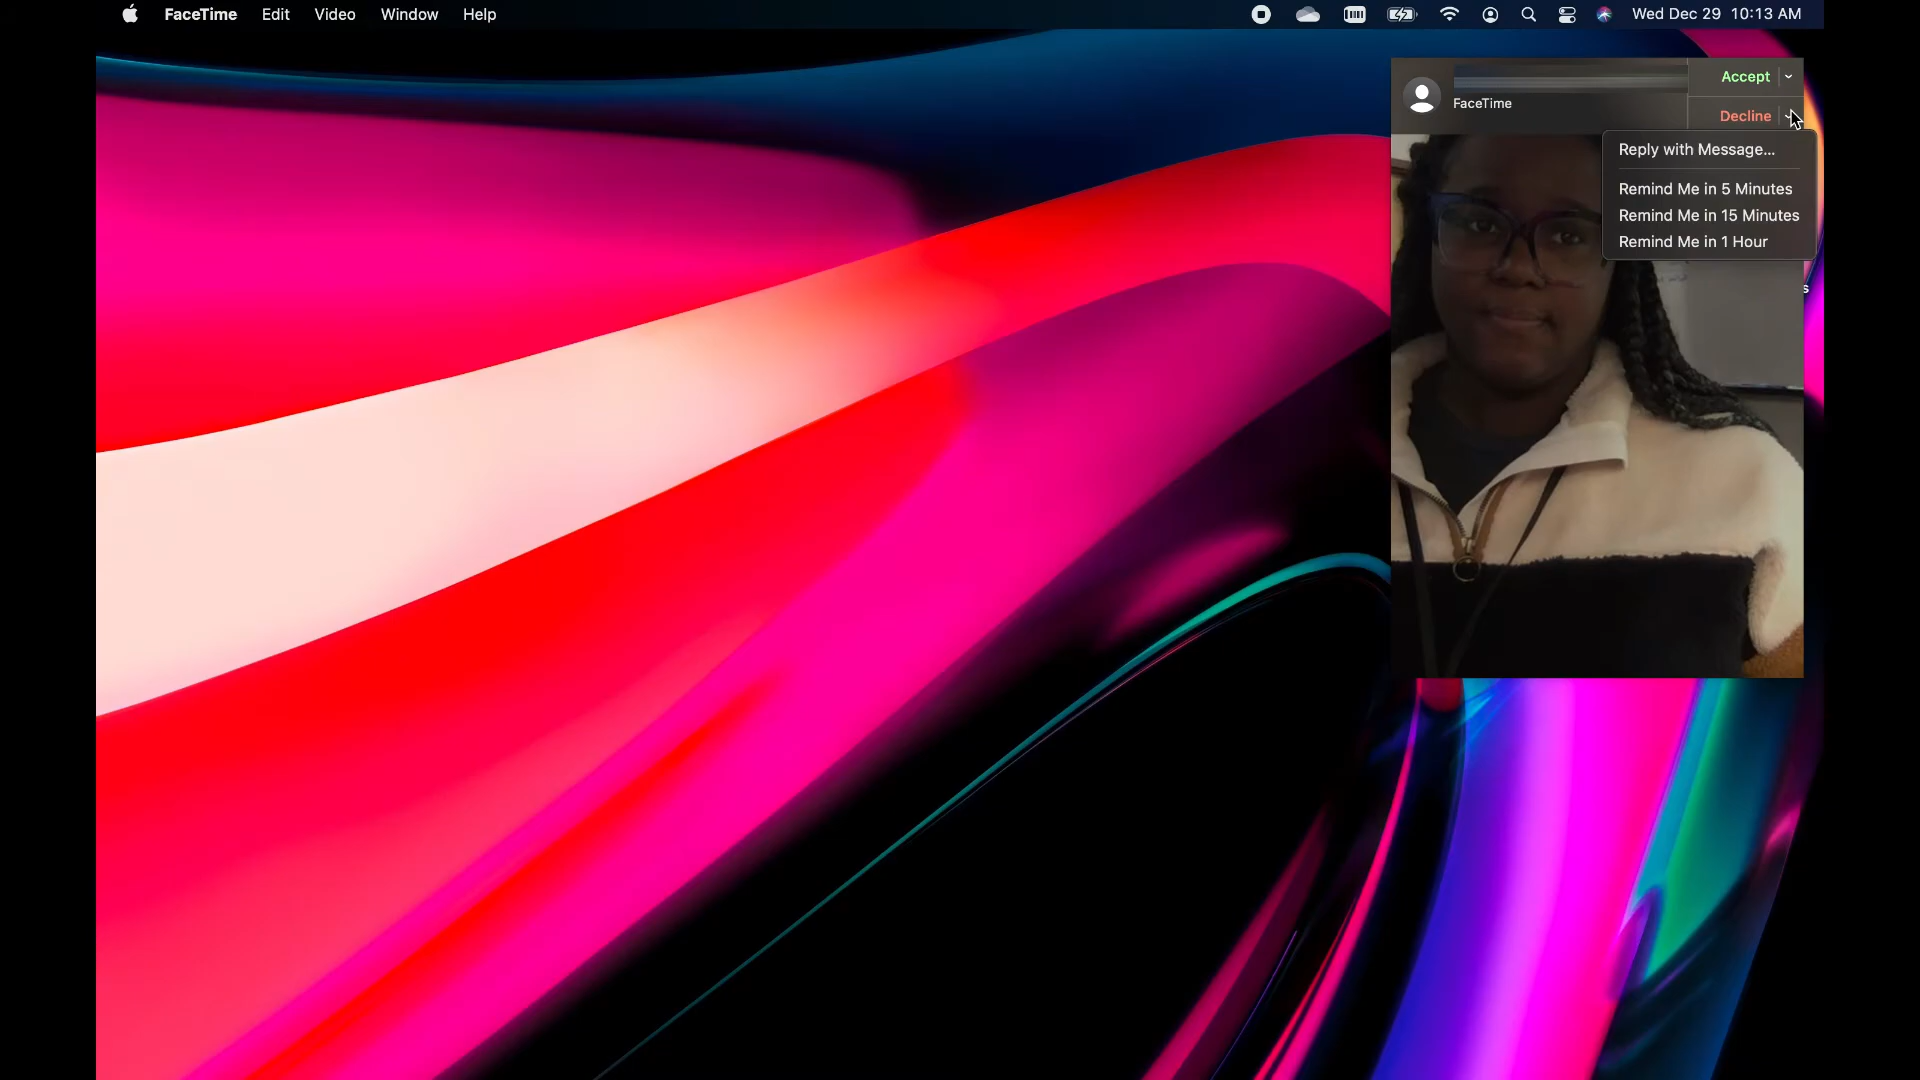 FaceTime Edit Video Window Help Wed Dec 29 10:13 AM
Accept
FaceTime
Decline
Reply with Message...
Remind Me in 5 Minutes
Remind Me in 15 Minutes
Remind Me in 1 Hour
s